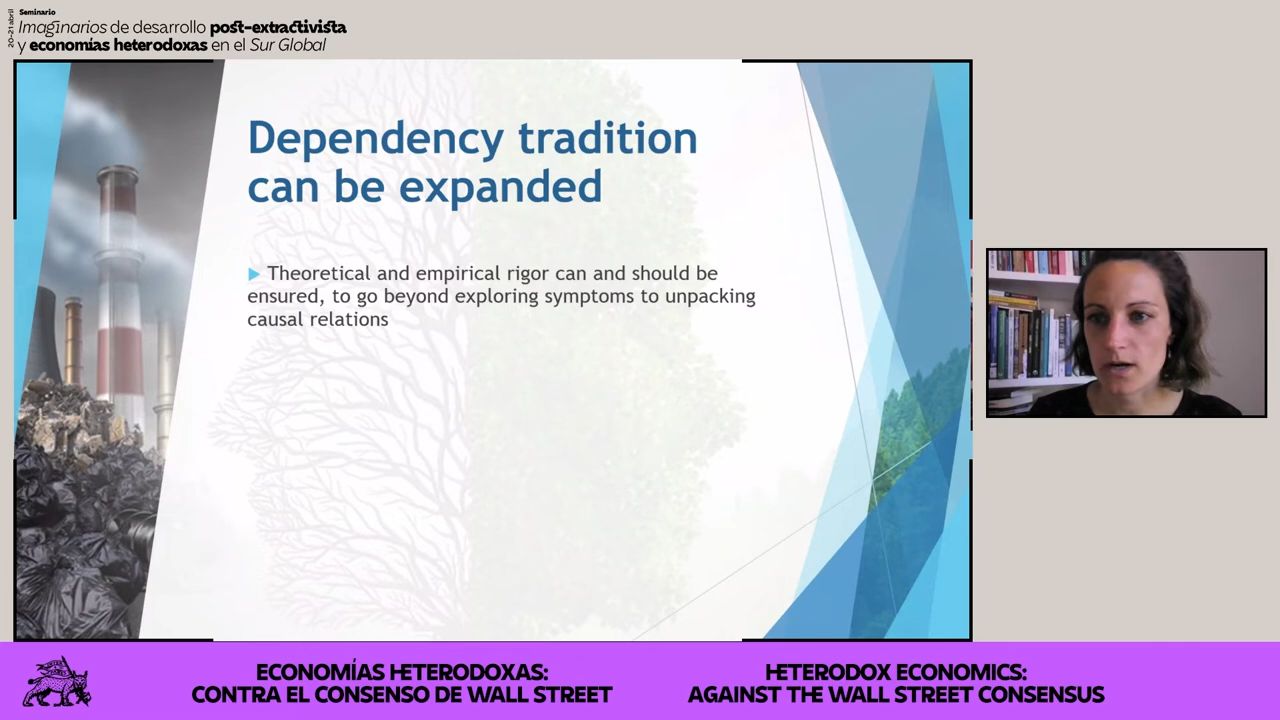 20-21 abril
Seminario
Imaginarios de desarrollo post-extractivista
y economías heterodoxas en el Sur Global
Dependency tradition
can be expanded
Theoretical and empirical rigor can and should be
ensured, to go beyond exploring symptoms to unpacking
causal relations
ECONOMÍAS HETERODOXAS:
CONTRA EL CONSENSO DE WALL STREET
HETERODOX ECONOMICS:
AGAINST THE WALL STREET CONSENSUS